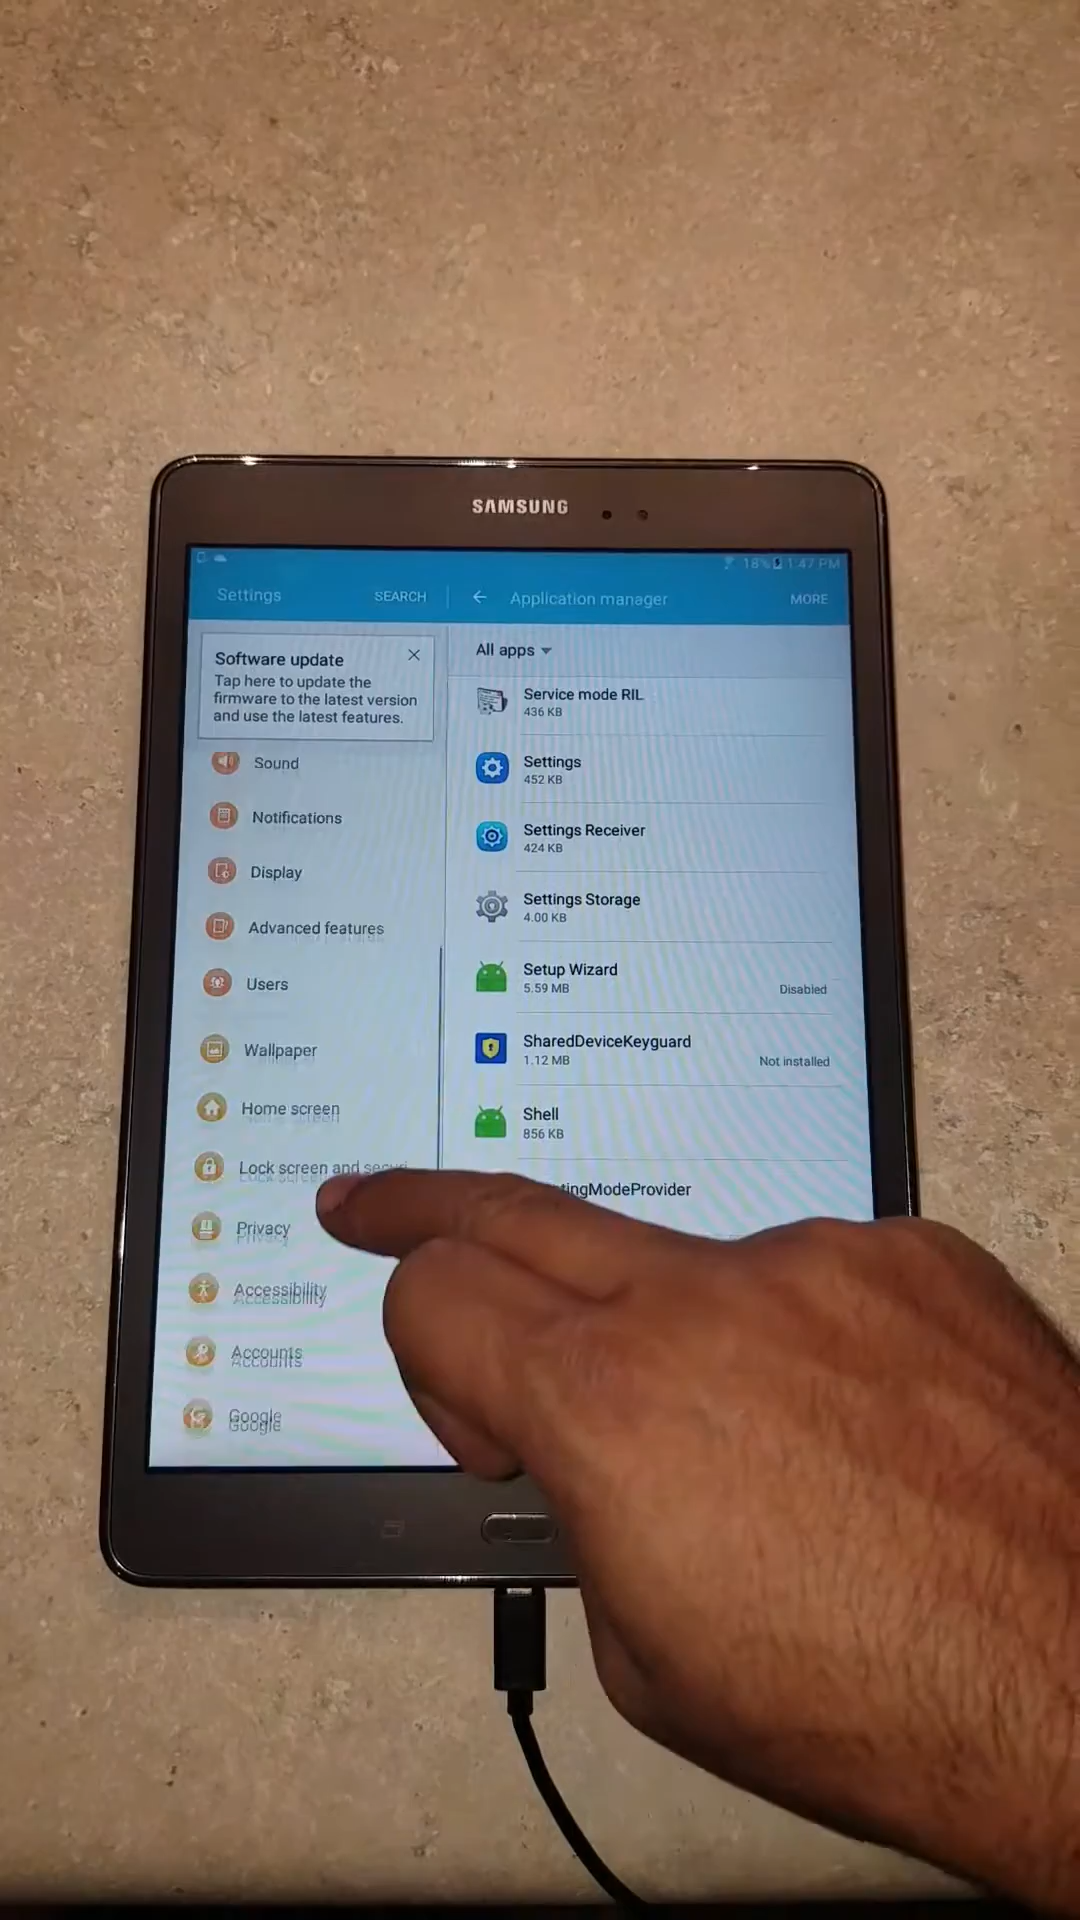 SAMSUNG
18% 1:47 PM
Settings
SEARCH
Application manager
MORE
Software update
Tap here to update the
firmware to the latest version
and use the latest features.
Sound
Notifications
Display
Advanced features
Users
Wallpaper
Home screen
Lock screen and securi
Privacy
Accessibility
Accounts
Google
All apps
Service mode RIL
436 KB
Settings
452 KB
Settings Receiver
424 KB
Settings Storage
4.00 KB
Setup Wizard
5.59 MB
Disabled
SharedDeviceKeyguard
1.12 MB
Not installed
Shell
856 KB
tingModeProvider